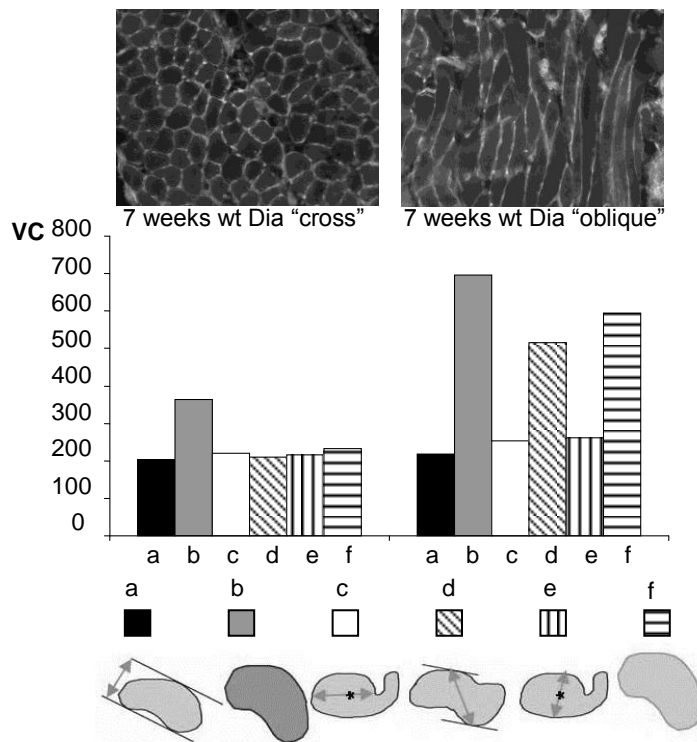 7 weeks wt Dia “cross” 7 weeks wt Dia “oblique”
VC
800
700
600
500
400
300
200
100
0
a b c d e f a b c d e f
a b c d e f
* *